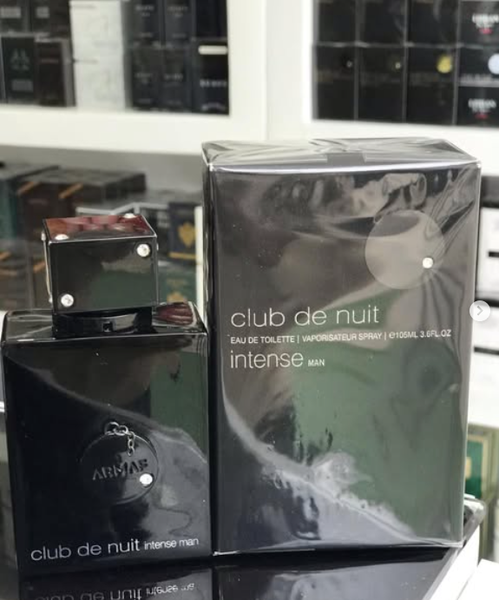 club de nuit
EAU DE TOILETTE | VAPORISATEUR SPRAY | ℮105ML 3.6FL.OZ
intense MAN
ARMAF
club de nuit intense man